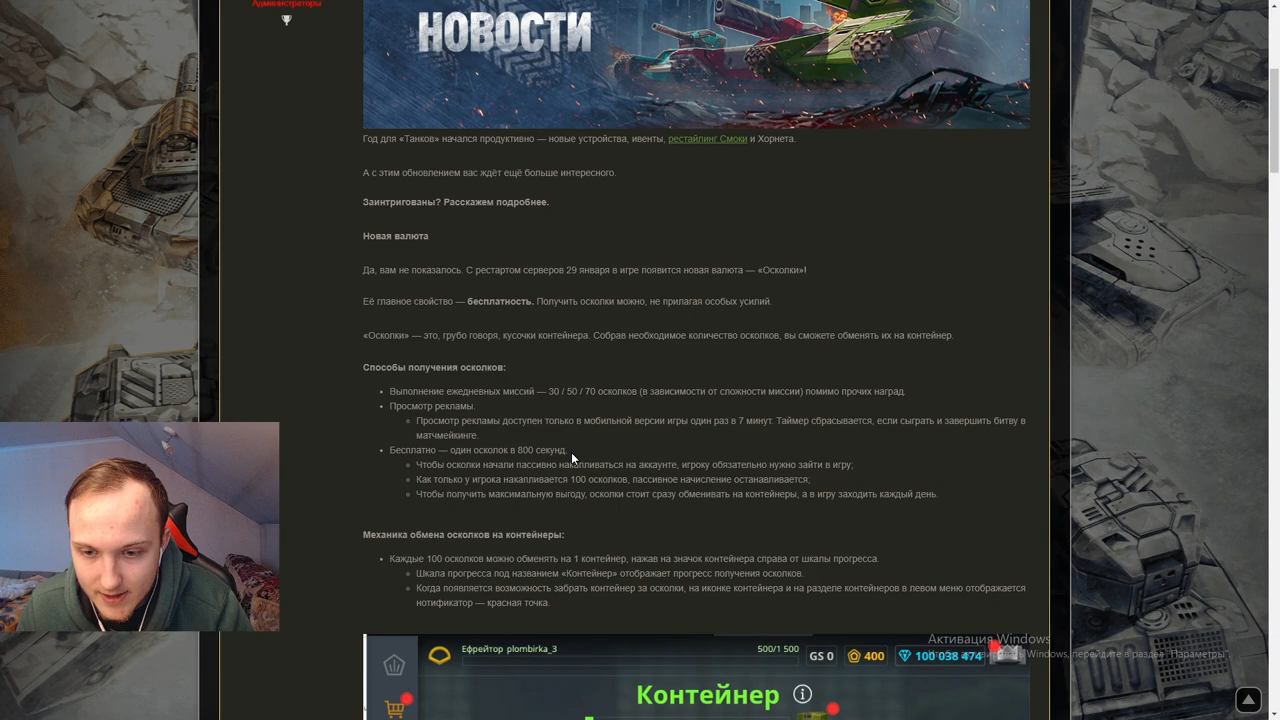 Администраторы
НОВОСТИ
Год для «Танков» начался продуктивно — новые устройства, ивенты, рестайлинг Смоки и Хорнета.
А с этим обновлением вас ждёт ещё больше интересного.
Заинтригованы? Расскажем подробнее.
Новая валюта
Да, вам не показалось. С рестартом серверов 29 января в игре появится новая валюта — «Осколки»!
Её главное свойство — бесплатность. Получить осколки можно, не прилагая особых усилий.
«Осколки» — это, грубо говоря, кусочки контейнера. Собрав необходимое количество осколков, вы сможете обменять их на контейнер.
Способы получения осколков:
Выполнение ежедневных миссий — 30 / 50 / 70 осколков (в зависимости от сложности миссии) помимо прочих наград.
Просмотр рекламы.
Просмотр рекламы доступен только в мобильной версии игры один раз в 7 минут. Таймер сбрасывается, если сыграть и завершить битву в
матчмейкинге.
Бесплатно — один осколок в 800 секунд.
Чтобы осколки начали пассивно накапливаться на аккаунте, игроку обязательно нужно зайти в игру;
Как только у игрока накапливается 100 осколков, пассивное начисление останавливается;
Чтобы получить максимальную выгоду, осколки стоит сразу обменивать на контейнеры, а в игру заходить каждый день.
Механика обмена осколков на контейнеры:
Каждые 100 осколков можно обменять на 1 контейнер, нажав на значок контейнера справа от шкалы прогресса.
Шкала прогресса под названием «Контейнер» отображает прогресс получения осколков.
Когда появляется возможность забрать контейнер за осколки, на иконке контейнера и на разделе контейнеров в левом меню отображается
нотификатор — красная точка.
Активация Windows
Windows, перейдите в раздел "Параметры".
Ефрейтор plombirka_3 500/1 500 GS 0 400 100 038 474
Контейнер